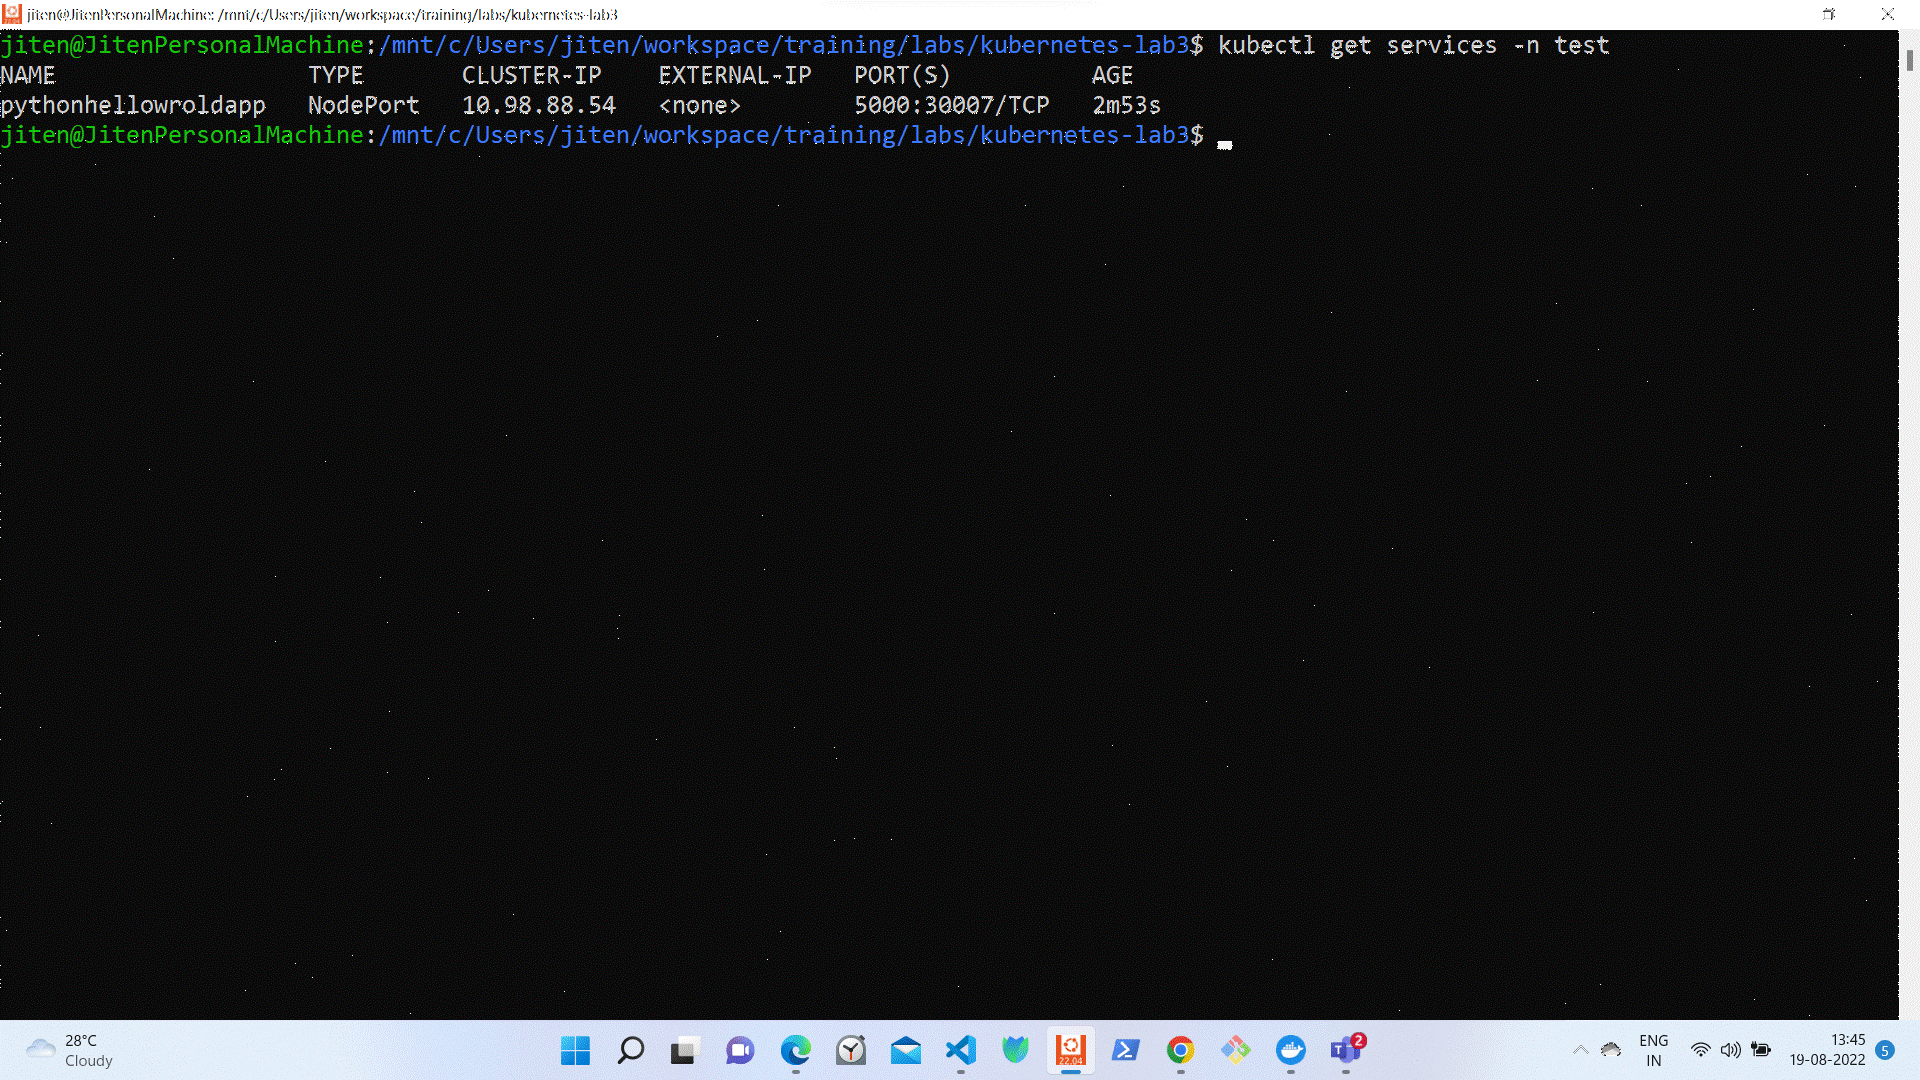 jiten@JitenPersonalMachine: /mnt/c/Users/jiten/workspace/training/labs/kubernetes-lab3
jiten@JitenPersonalMachine:/mnt/c/Users/jiten/workspace/training/labs/kubernetes-lab3$ kubectl get services -n test
NAME TYPE CLUSTER-IP EXTERNAL-IP PORT(S) AGE
pythonhellowroldapp NodePort 10.98.88.54 <none> 5000:30007/TCP 2m53s
jiten@JitenPersonalMachine:/mnt/c/Users/jiten/workspace/training/labs/kubernetes-lab3$
28°C
Cloudy
22.04
2
ENG
IN
13:45
19-08-2022
5